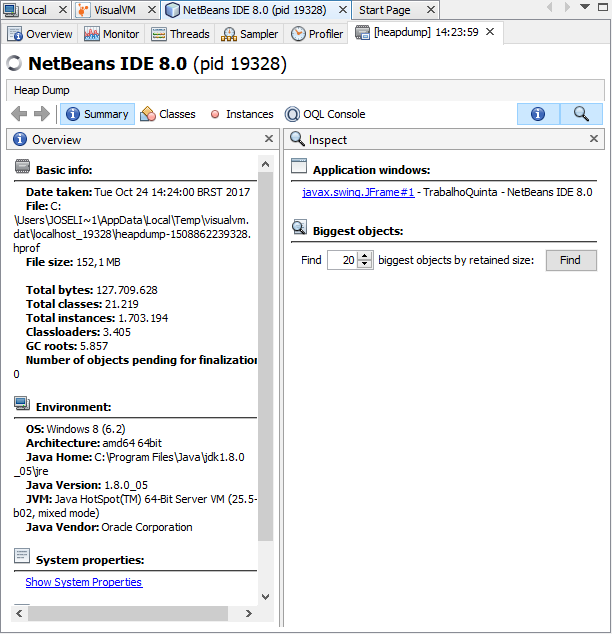 Local
VisualVM
NetBeans IDE 8.0 (pid 19328)
Start Page
Overview
Monitor
Threads
Sampler
Profiler
[heapdump] 14:23:59
NetBeans IDE 8.0 (pid 19328)
Heap Dump
Summary
Classes
Instances
OQL Console
Overview
Basic info:
Date taken: Tue Oct 24 14:24:00 BRST 2017
File: C:
\Users\JOSELI~1\AppData\Local\Temp\visualvm.
dat\localhost_19328\heapdump-1508862239328.
hprof
File size: 152,1 MB
Total bytes: 127.709.628
Total classes: 21.219
Total instances: 1.703.194
Classloaders: 3.405
GC roots: 5.857
Number of objects pending for finalization
0
Environment:
OS: Windows 8 (6.2)
Architecture: amd64 64bit
Java Home: C:\Program Files\Java\jdk1.8.0
_05\jre
Java Version: 1.8.0_05
JVM: Java HotSpot(TM) 64-Bit Server VM (25.5-
b02, mixed mode)
Java Vendor: Oracle Corporation
System properties:
Show System Properties
Inspect
Application windows:
javax.swing.JFrame#1 - TrabalhoQuinta - NetBeans IDE 8.0
Biggest objects:
Find 20 biggest objects by retained size: Find